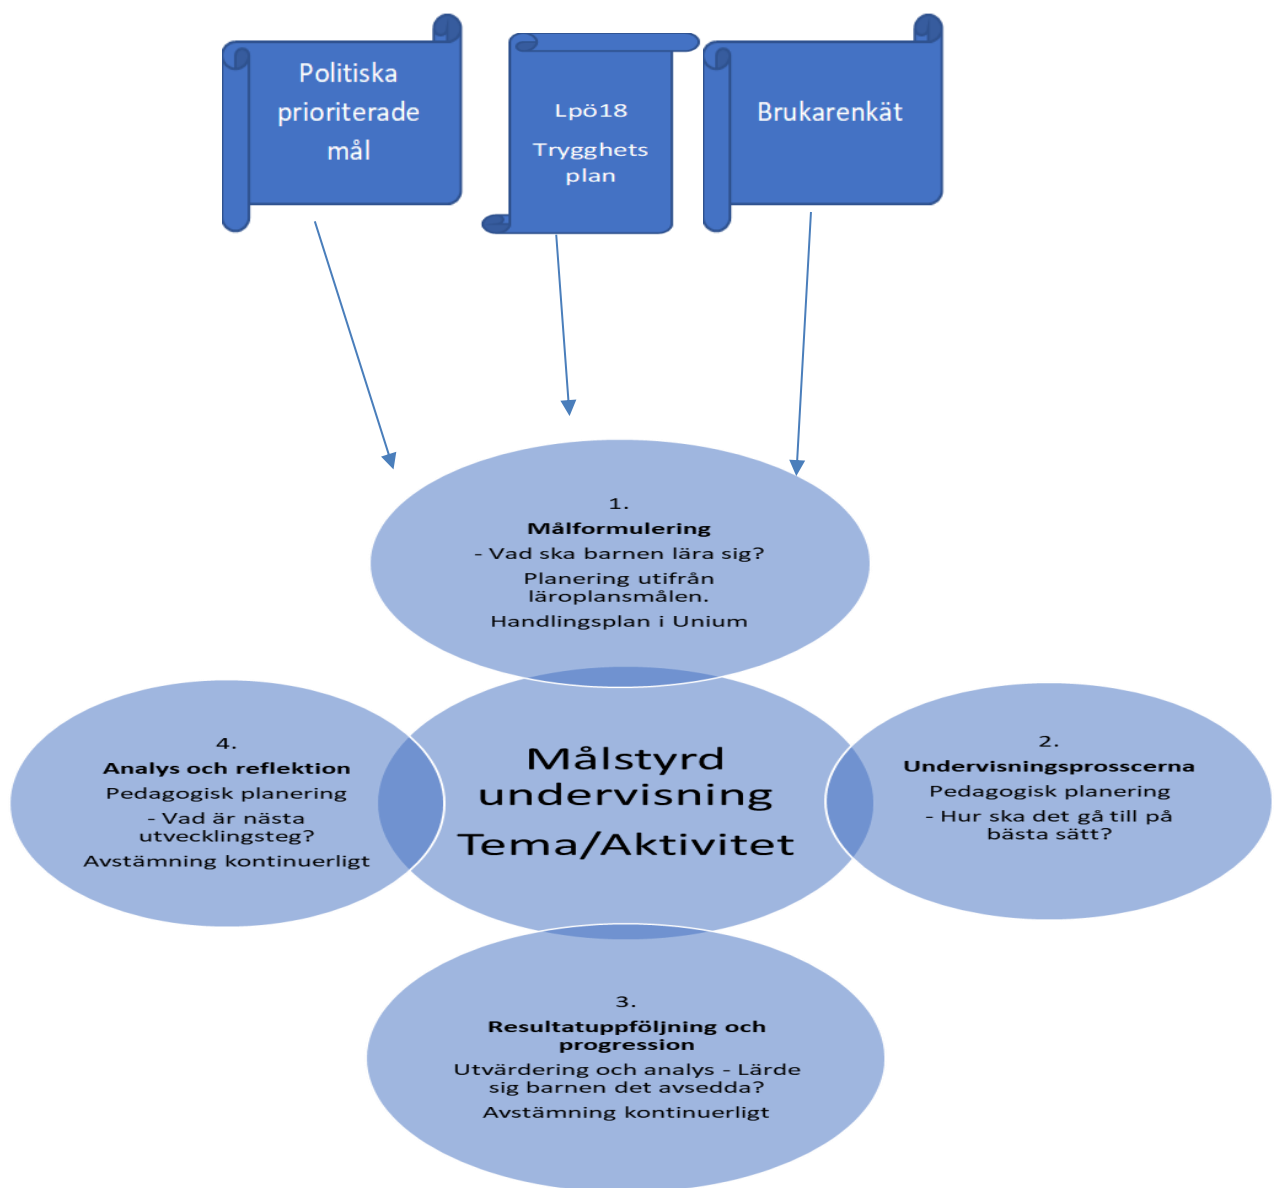 Politiska
prioriterade
mål
Lpö18
Trygghets
plan
Brukarenkät
1.
Målformulering
- Vad ska barnen lära sig?
Planering utifrån
läroplansmålen.
Handlingsplan i Unium
4.
Analys och reflektion
Pedagogisk planering
- Vad är nästa
utvecklingsteg?
Avstämning kontinuerligt
Målstyrd
undervisning
Tema/Aktivitet
2.
Undervisningsprosscerna
Pedagogisk planering
- Hur ska det gå till på
bästa sätt?
3.
Resultatuppföljning och
progression
Utvärdering och analys - Lärde
sig barnen det avsedda?
Avstämning kontinuerligt